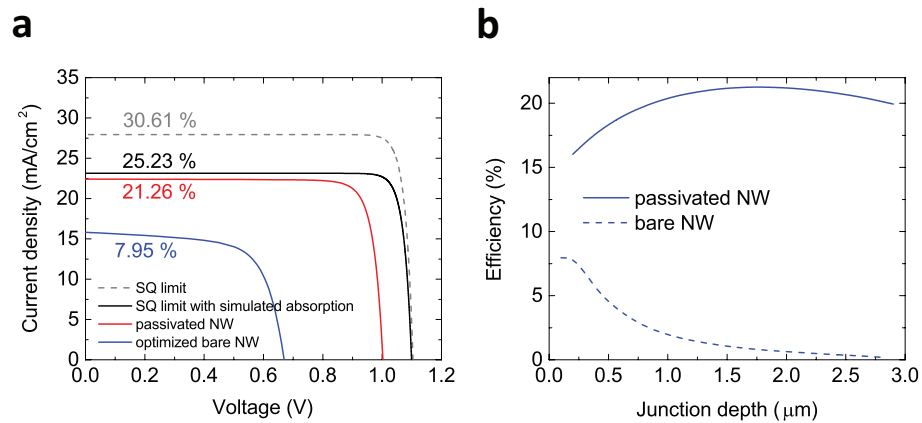 a
35
30
25
20
15
10
5
0
Current density (mA/cm²)
30.61 %
25.23 %
21.26 %
7.95 %
SQ limit
SQ limit with simulated absorption
passivated NW
optimized bare NW
0.0 0.2 0.4 0.6 0.8 1.0 1.2
Voltage (V)
b
20
15
10
5
0
Efficiency (%)
passivated NW
bare NW
0.0 0.5 1.0 1.5 2.0 2.5 3.0
Junction depth (μm)